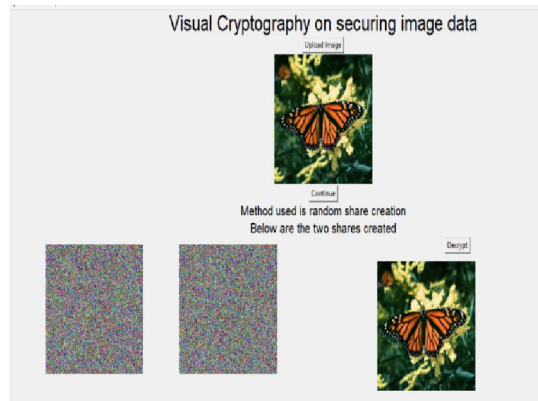 Visual Cryptography on securing image data
Upload Image
Continue
Method used is random share creation
Below are the two shares created
Decrypt